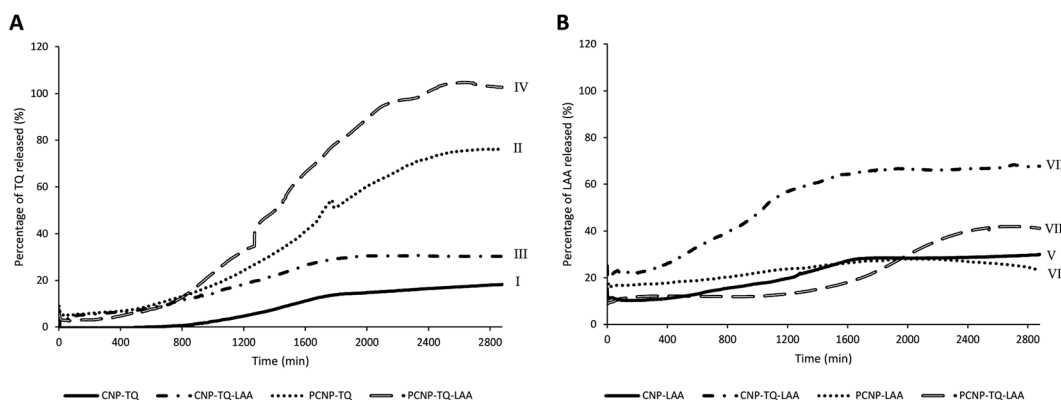 A
B
Percentage of TQ released (%)
120
100
80
60
40
20
0
0 400 800 1200 1600 2000 2400 2800
Time (min)
IV
II
III
I
CNP-TQ CNP-TQ-LAA PCNP-TQ PCNP-TQ-LAA
Percentage of LAA released (%)
120
100
80
60
40
20
0
0 400 800 1200 1600 2000 2400 2800
Time (min)
VII
VII
V
VI
CNP-LAA CNP-TQ-LAA PCNP-LAA PCNP-TQ-LAA